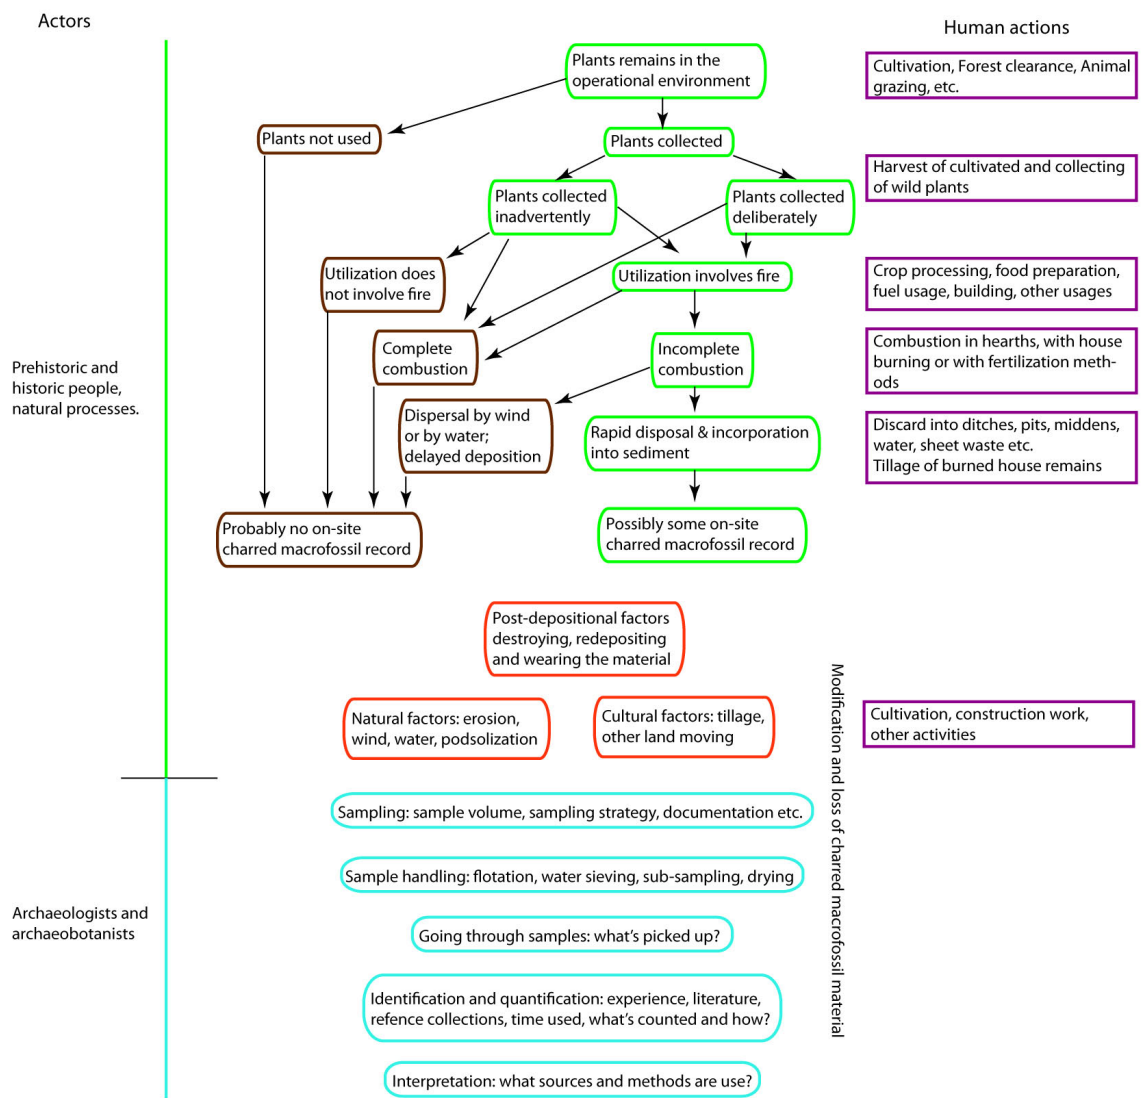 Actors
Human actions
Plants remains in the
operational environment
Cultivation, Forest clearance, Animal
grazing, etc.
Plants not used
Plants collected
Harvest of cultivated and collecting
of wild plants
Plants collected
inadvertently
Plants collected
deliberately
Utilization does
not involve fire
Utilization involves fire
Crop processing, food preparation,
fuel usage, building, other usages
Complete
combustion
Incomplete
combustion
Combustion in hearths, with house
burning or with fertilization meth-
ods
Prehistoric and
historic people,
natural processes.
Dispersal by wind
or by water;
delayed deposition
Rapid disposal & incorporation
into sediment
Discard into ditches, pits, middens,
water, sheet waste etc.
Tillage of burned house remains
Probably no on-site
charred macrofossil record
Possibly some on-site
charred macrofossil record
Post-depositional factors
destroying, redepositing
and wearing the material
Natural factors: erosion,
wind, water, podsolization
Cultural factors: tillage,
other land moving
Modification and loss of charred macrofossil material
Cultivation, construction work,
other activities
Sampling: sample volume, sampling strategy, documentation etc.
Sample handling: flotation, water sieving, sub-sampling, drying
Archaeologists and
archaeobotanists
Going through samples: what's picked up?
Identification and quantification: experience, literature,
refence collections, time used, what's counted and how?
Interpretation: what sources and methods are use?